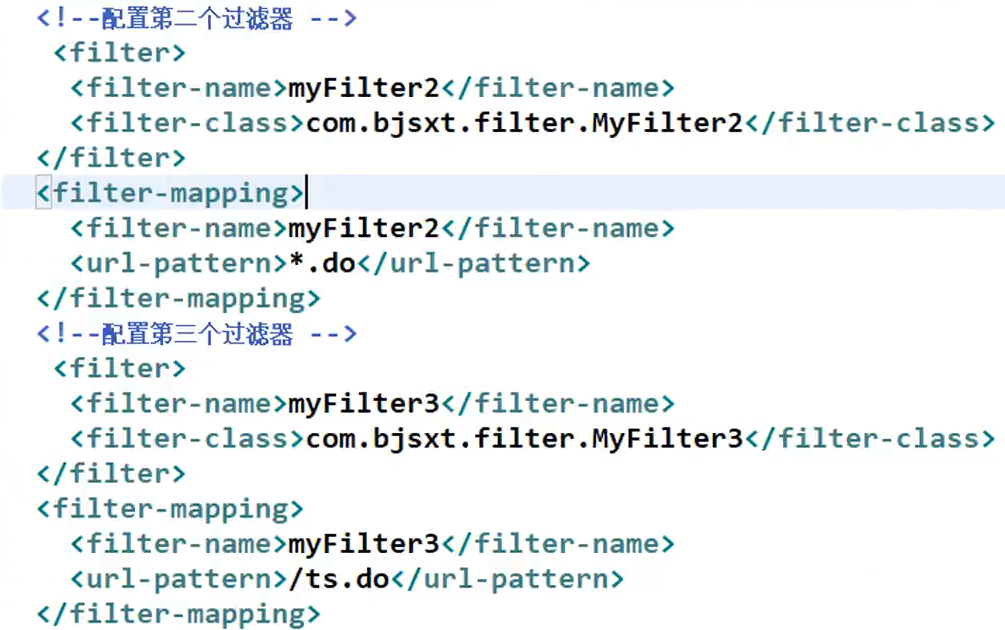 <!--配置第二个过滤器 -->
<filter>
<filter-name>myFilter2</filter-name>
<filter-class>com.bjsxt.filter.MyFilter2</filter-class>
</filter>
<filter-mapping>
<filter-name>myFilter2</filter-name>
<url-pattern>*.do</url-pattern>
</filter-mapping>
<!--配置第三个过滤器 -->
<filter>
<filter-name>myFilter3</filter-name>
<filter-class>com.bjsxt.filter.MyFilter3</filter-class>
</filter>
<filter-mapping>
<filter-name>myFilter3</filter-name>
<url-pattern>/ts.do</url-pattern>
</filter-mapping>